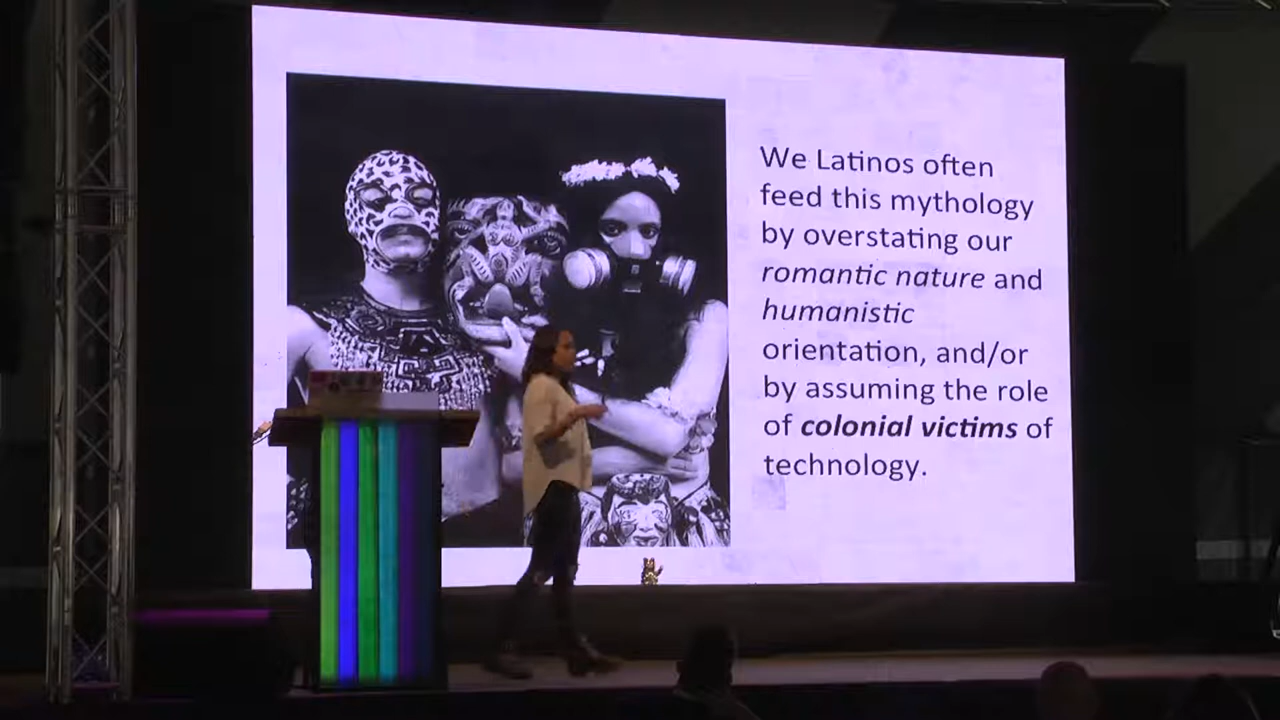 We Latinos often
feed this mythology
by overstating our
romantic nature and
humanistic
orientation, and/or
by assuming the role
of colonial victims of
technology.